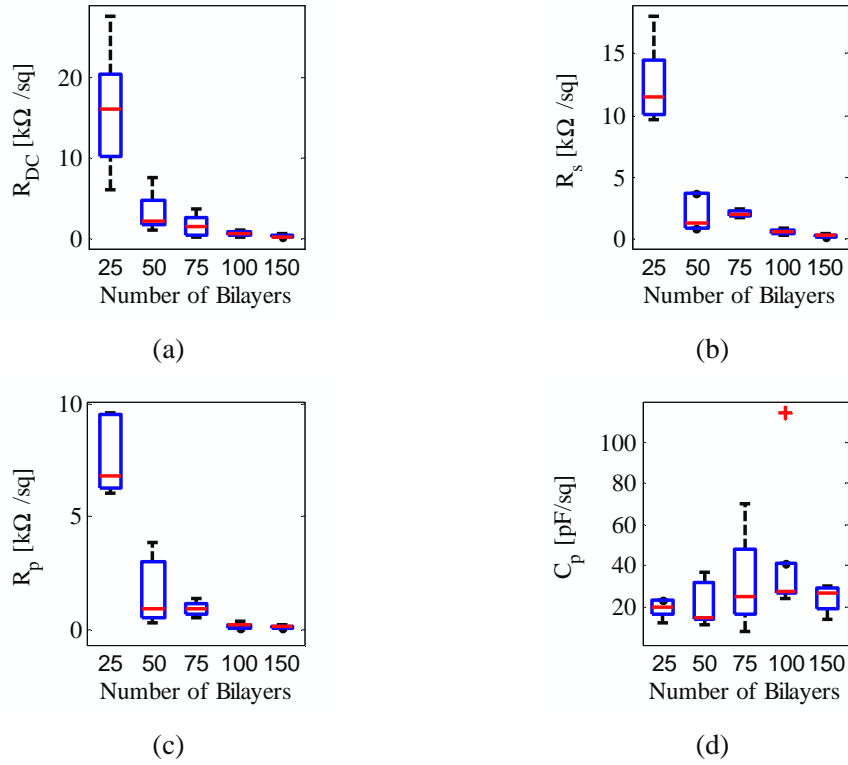 R_DC [kΩ /sq]
20
10
0
25 50 75 100 150
Number of Bilayers
(a)
R_s [kΩ /sq]
15
10
5
0
25 50 75 100 150
Number of Bilayers
(b)
R_p [kΩ /sq]
10
5
0
25 50 75 100 150
Number of Bilayers
(c)
C_p [pF/sq]
100
80
60
40
20
25 50 75 100 150
Number of Bilayers
(d)